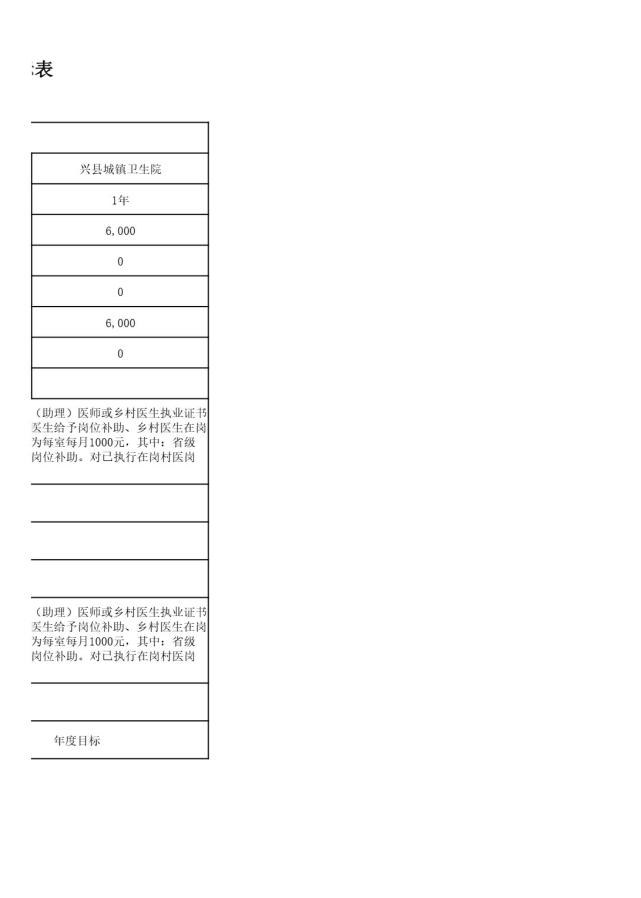 表
兴县城镇卫生院
1年
6,000
0
0
6,000
0
（助理）医师或乡村医生执业证书
医生给予岗位补助、乡村医生在岗
为每室每月1000元，其中：省级
岗位补助。对已执行在岗村医岗
（助理）医师或乡村医生执业证书
医生给予岗位补助、乡村医生在岗
为每室每月1000元，其中：省级
岗位补助。对已执行在岗村医岗
年度目标